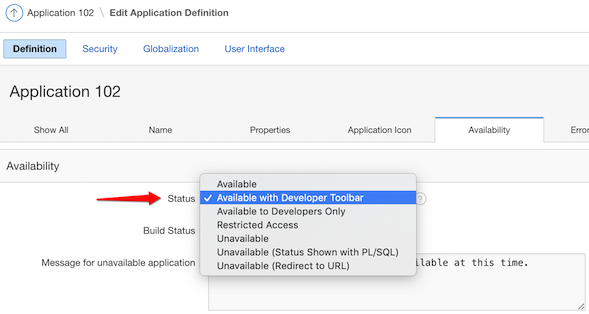 Application 102 \ Edit Application Definition
Definition Security Globalization User Interface
Application 102
Show All Name Properties Application Icon Availability Error
Availability
Available
Status ✓ Available with Developer Toolbar ?
Available to Developers Only
Restricted Access
Build Status
Unavailable
Unavailable (Status Shown with PL/SQL)
Message for unavailable application ilable at this time.
Unavailable (Redirect to URL)